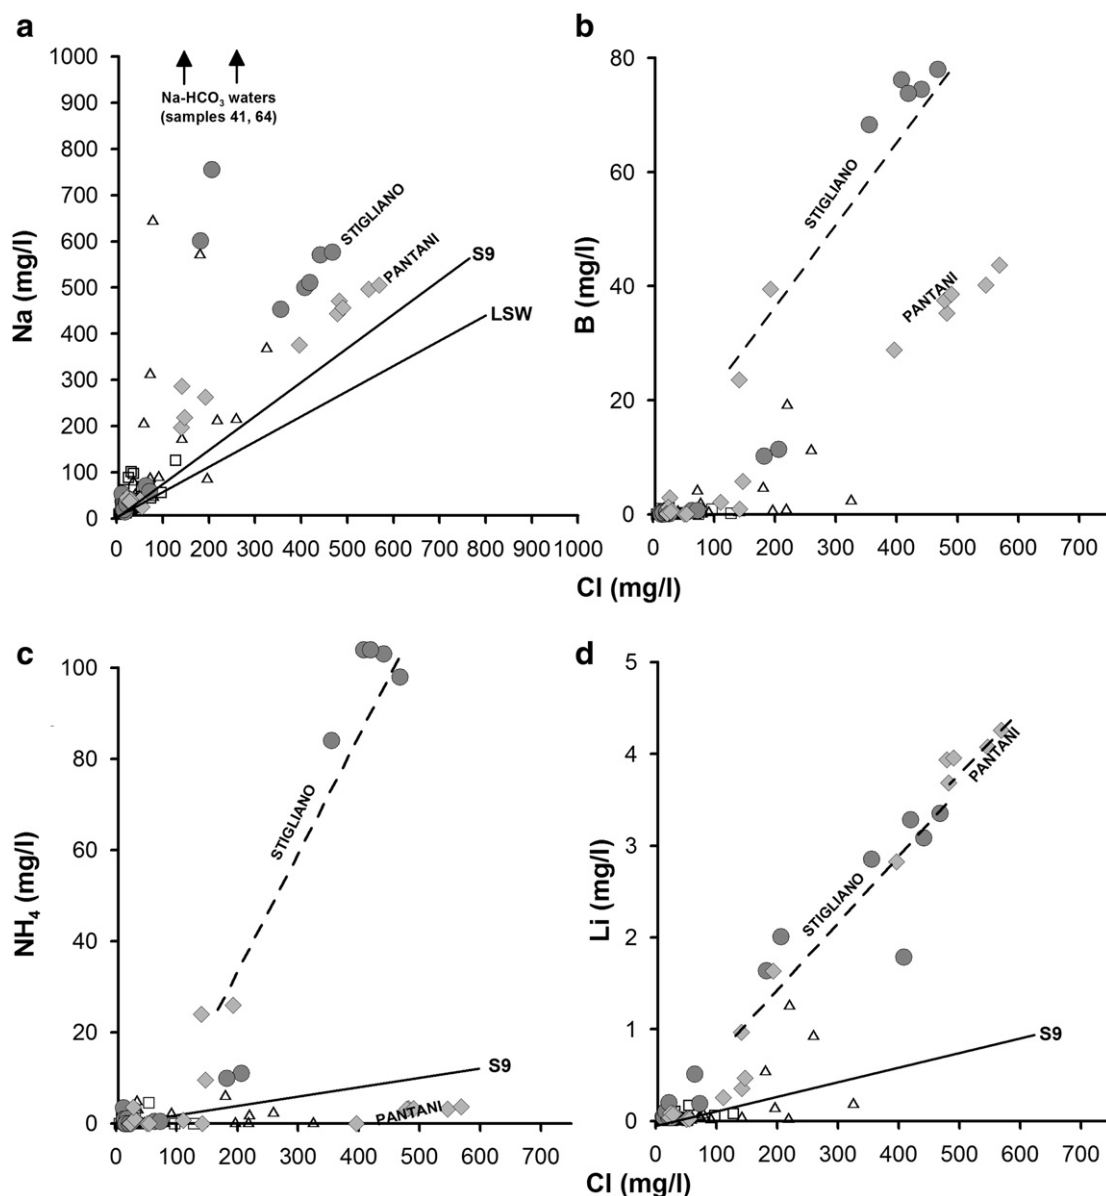 a
1000
900
800
700
600
500
400
300
200
100
0
Na (mg/l)
Na-HCO₃ waters
(samples 41, 64)
STIGLIANO
PANTANI
S9
LSW
0 100 200 300 400 500 600 700 800 900 1000
b
80
60
40
20
0
B (mg/l)
STIGLIANO
PANTANI
0 100 200 300 400 500 600 700
Cl (mg/l)
c
100
80
60
40
20
0
NH₄ (mg/l)
STIGLIANO
S9
PANTANI
0 100 200 300 400 500 600 700
d
5
4
3
2
1
0
Li (mg/l)
STIGLIANO
PANTANI
S9
0 100 200 300 400 500 600 700
Cl (mg/l)